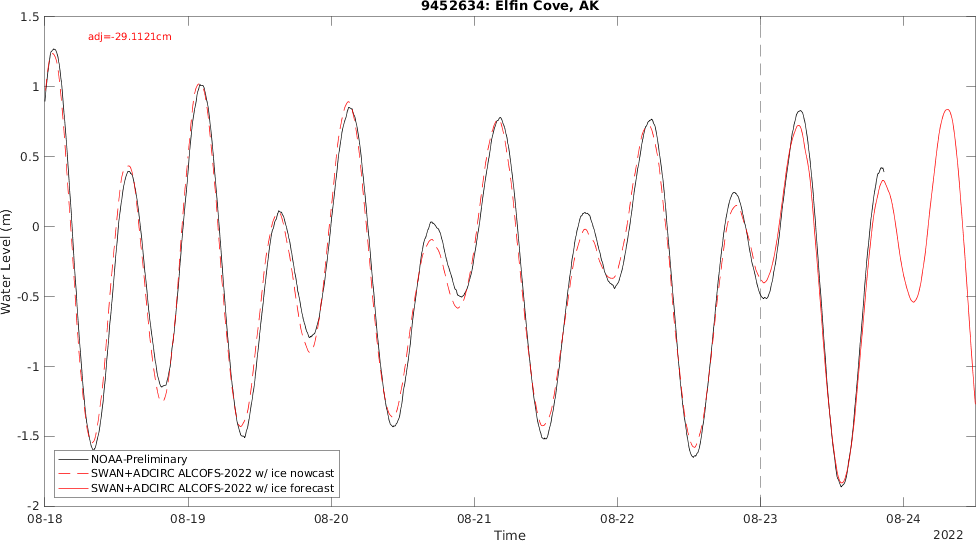 9452634: Elfin Cove, AK
adj=-29.1121cm
1.5
1
0.5
0
-0.5
-1
-1.5
-2
Water Level (m)
NOAA-Preliminary
SWAN+ADCIRC ALCOFS-2022 w/ ice nowcast
SWAN+ADCIRC ALCOFS-2022 w/ ice forecast
08-18 08-19 08-20 08-21 08-22 08-23 08-24
Time
2022